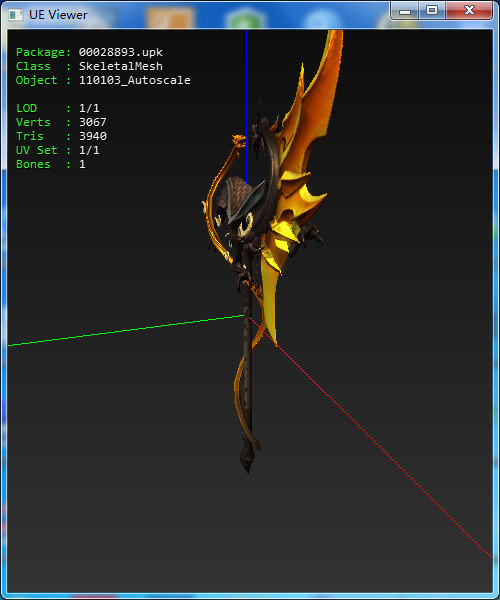 UE Viewer
Package: 00028893.upk
Class : SkeletalMesh
Object : 110103_Autoscale
LOD : 1/1
Verts : 3067
Tris : 3940
UV Set : 1/1
Bones : 1